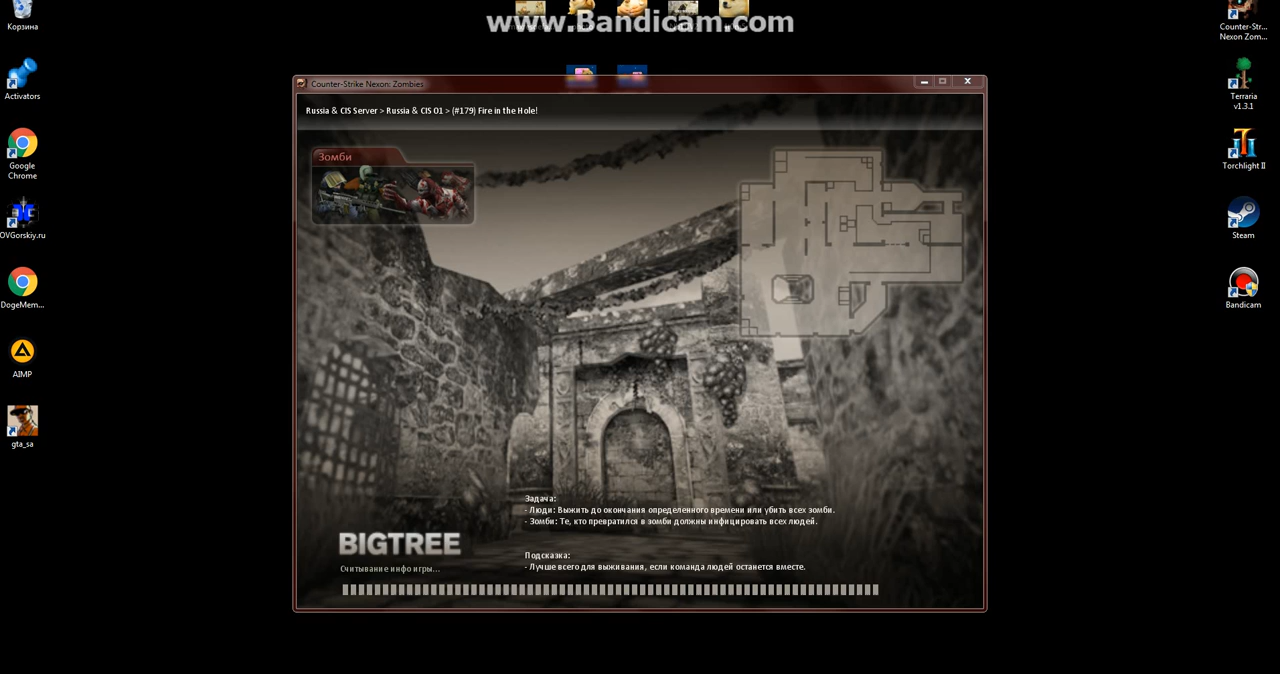 www.Bandicam.com
Корзина
Activators
Google
Chrome
OVGorskiy.ru
DogeMem...
AIMP
gta_sa
Counter-Strike Nexon: Zombies
Russia & CIS Server > Russia & CIS 01 > (#179) Fire in the Hole!
Зомби
Задача:
- Люди: Выжить до окончания определенного времени или убить всех зомби.
- Зомби: Те, кто превратился в зомби должны инфицировать всех людей.
BIGTREE
Считывание инфо игры...
Подсказка:
- Лучше всего для выживания, если команда людей останется вместе.
Counter-Str...
Nexon Zom...
Terraria
v1.3.1
Torchlight II
Steam
Bandicam